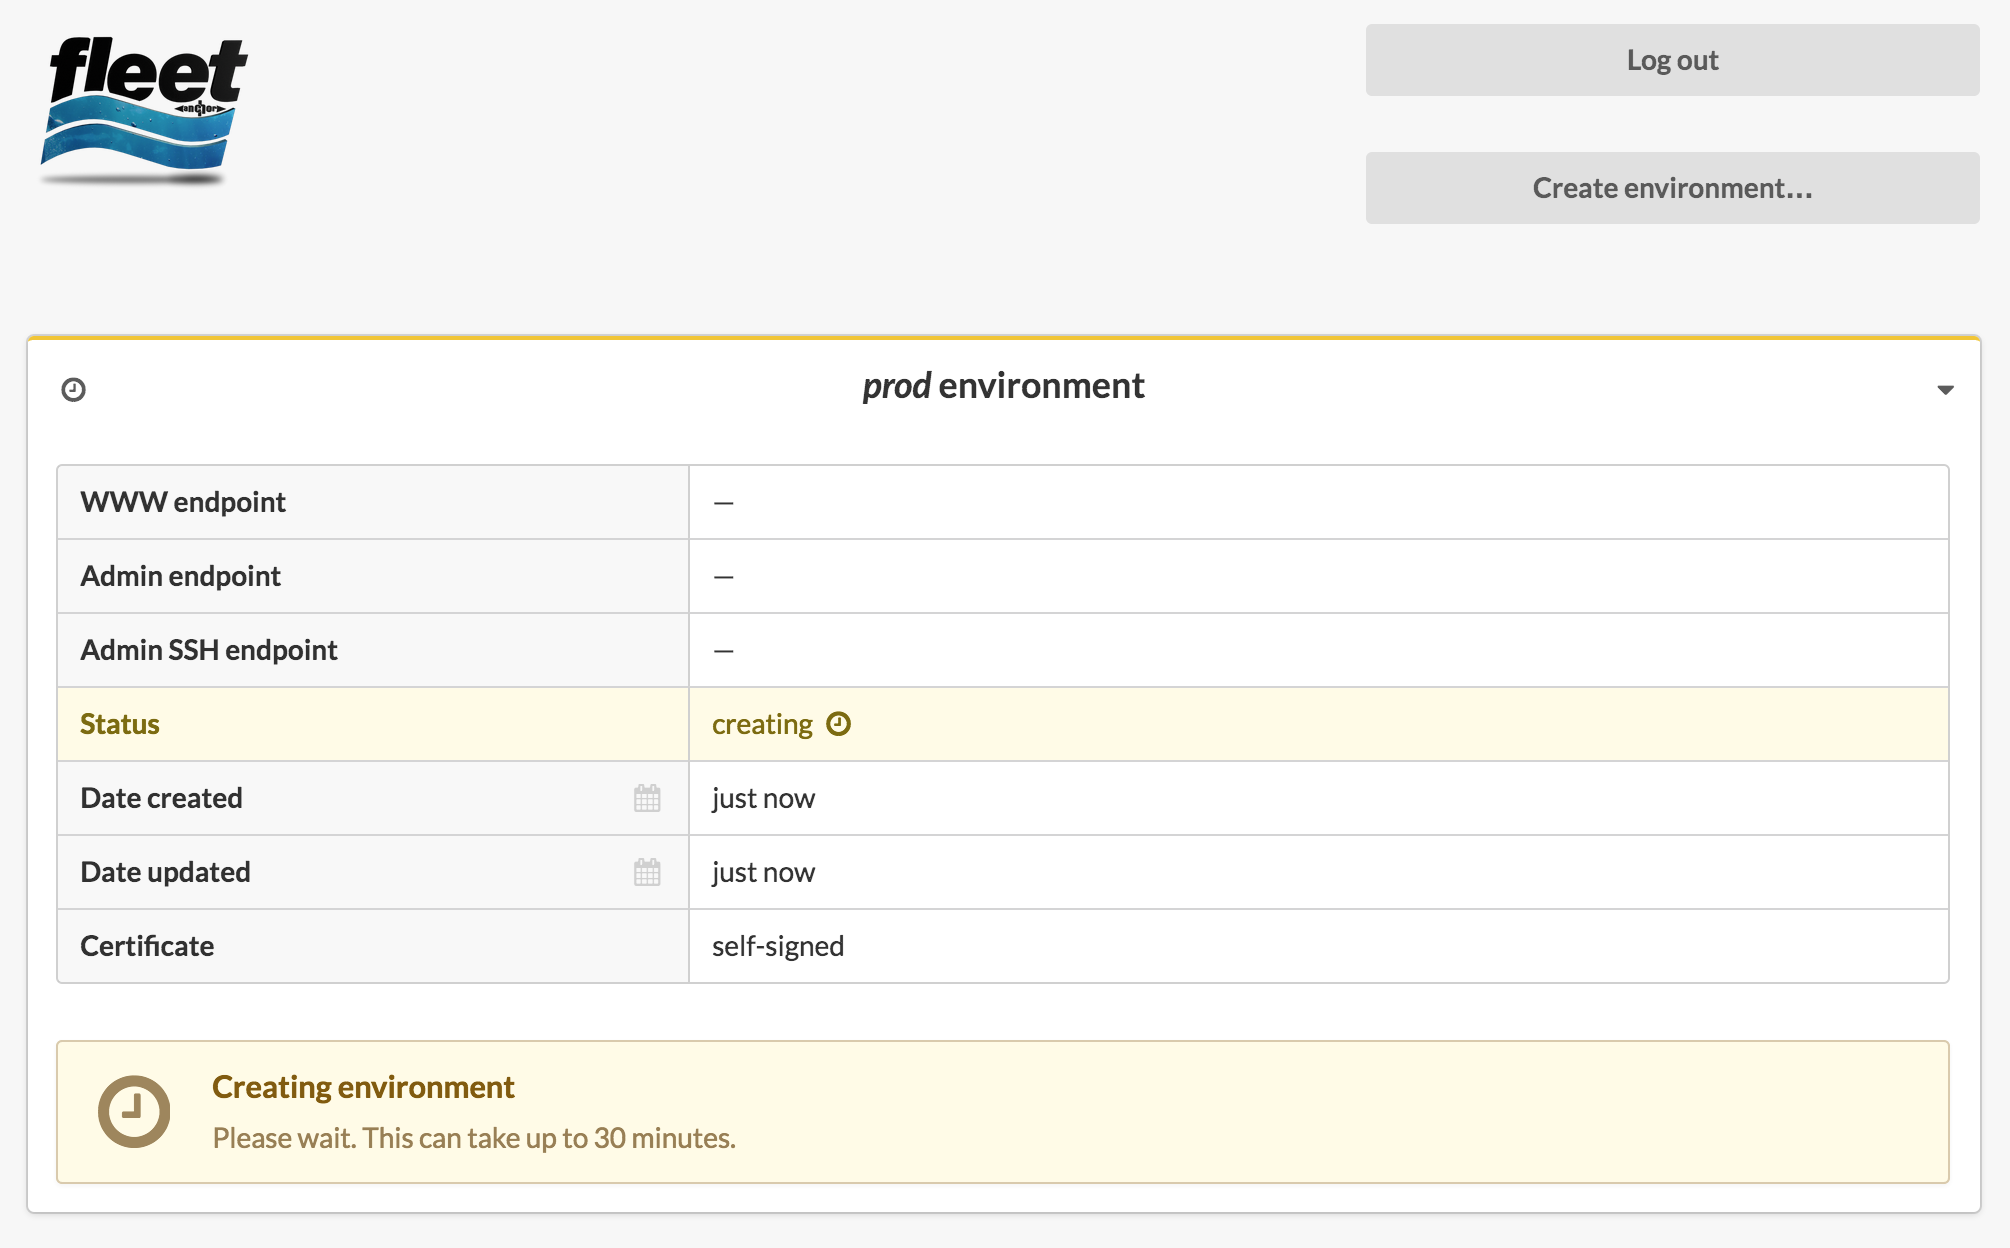 fleet
anchor
Log out
Create environment...
prod environment
WWW endpoint —
Admin endpoint —
Admin SSH endpoint —
Status creating
Date created just now
Date updated just now
Certificate self-signed
Creating environment
Please wait. This can take up to 30 minutes.